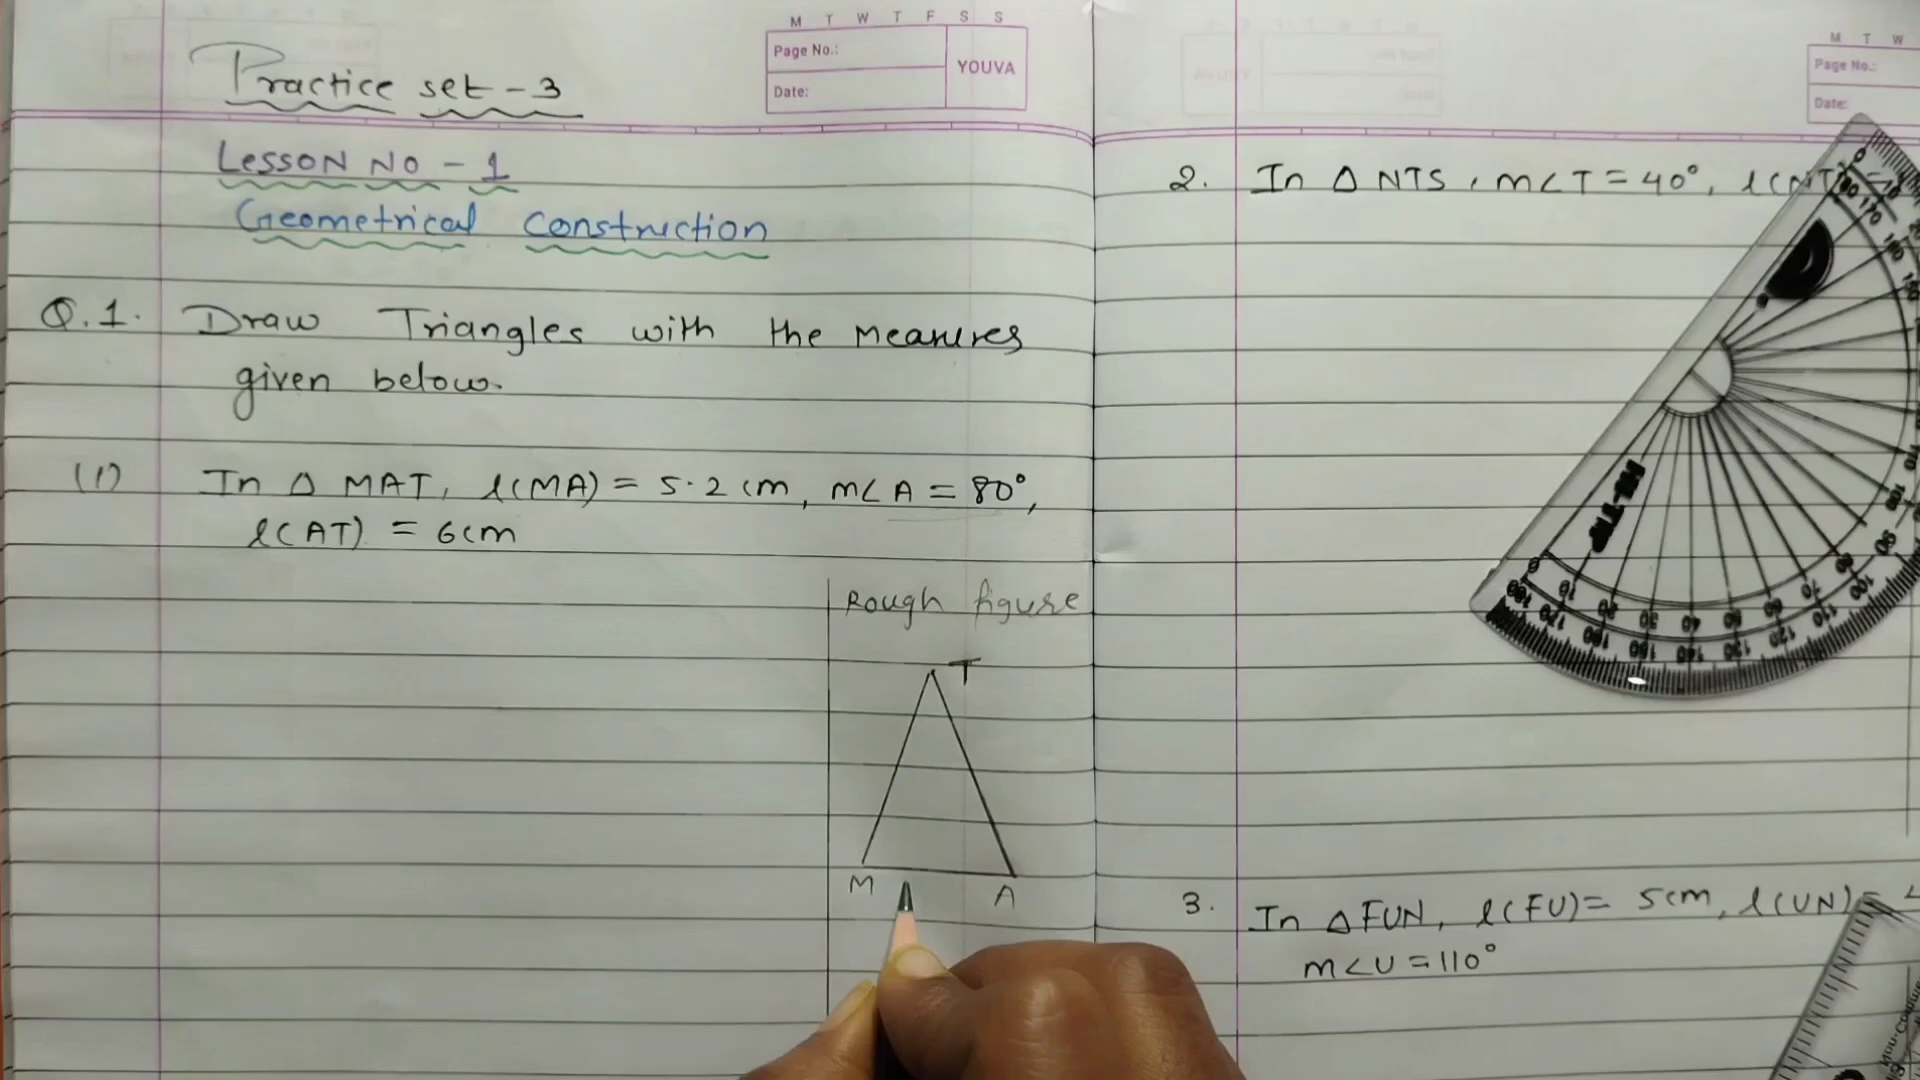 M T W T F S S
Page No.:
YOUVA
Date:
Practice set - 3
Lesson No - 1
Geometrical Construction
Q.1. Draw Triangles with the measures
given below.
(1) In △ MAT, l(MA) = 5.2 cm, m∠A = 80°,
l(AT) = 6cm
Rough figure
T
M A
M T W
Page No.:
Date:
2. In △ NTS, m∠T = 40°, l(NT)
3. In △ FUN, l(FU) = 5cm, l(UN) =
m∠U = 110°